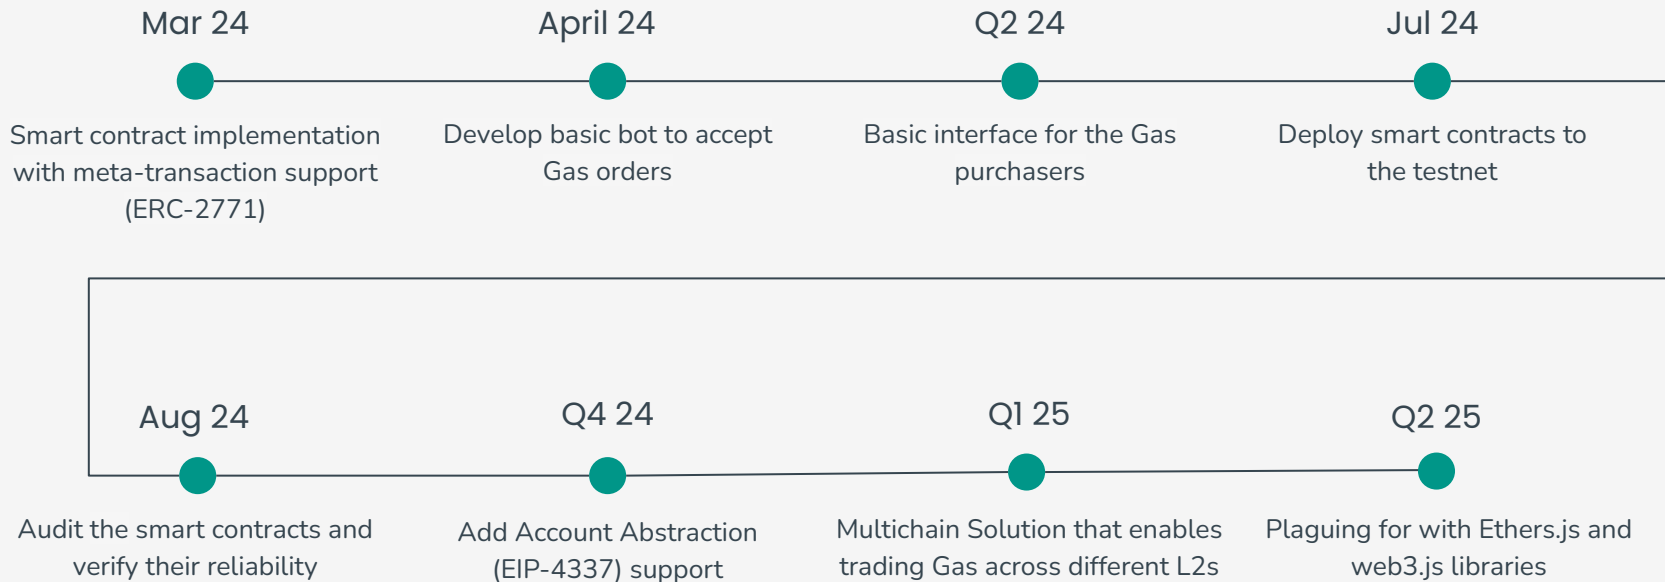 Mar 24
Smart contract implementation
with meta-transaction support
(ERC-2771)
April 24
Develop basic bot to accept
Gas orders
Q2 24
Basic interface for the Gas
purchasers
Jul 24
Deploy smart contracts to
the testnet
Aug 24
Audit the smart contracts and
verify their reliability
Q4 24
Add Account Abstraction
(EIP-4337) support
Q1 25
Multichain Solution that enables
trading Gas across different L2s
Q2 25
Plaguing for with Ethers.js and
web3.js libraries